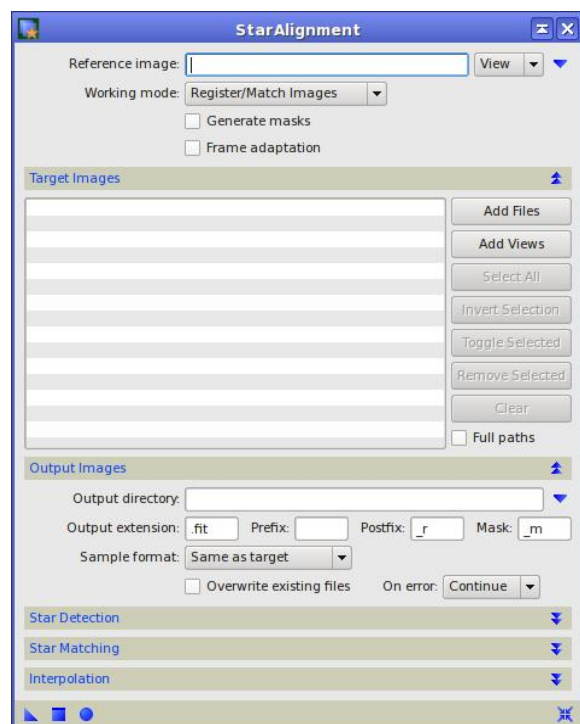 StarAlignment
Reference image: View
Working mode: Register/Match Images
Generate masks
Frame adaptation
Target Images
Add Files
Add Views
Select All
Invert Selection
Toggle Selected
Remove Selected
Clear
Full paths
Output Images
Output directory:
Output extension: .fit Prefix: Postfix: _r Mask: _m
Sample format: Same as target
Overwrite existing files On error: Continue
Star Detection
Star Matching
Interpolation